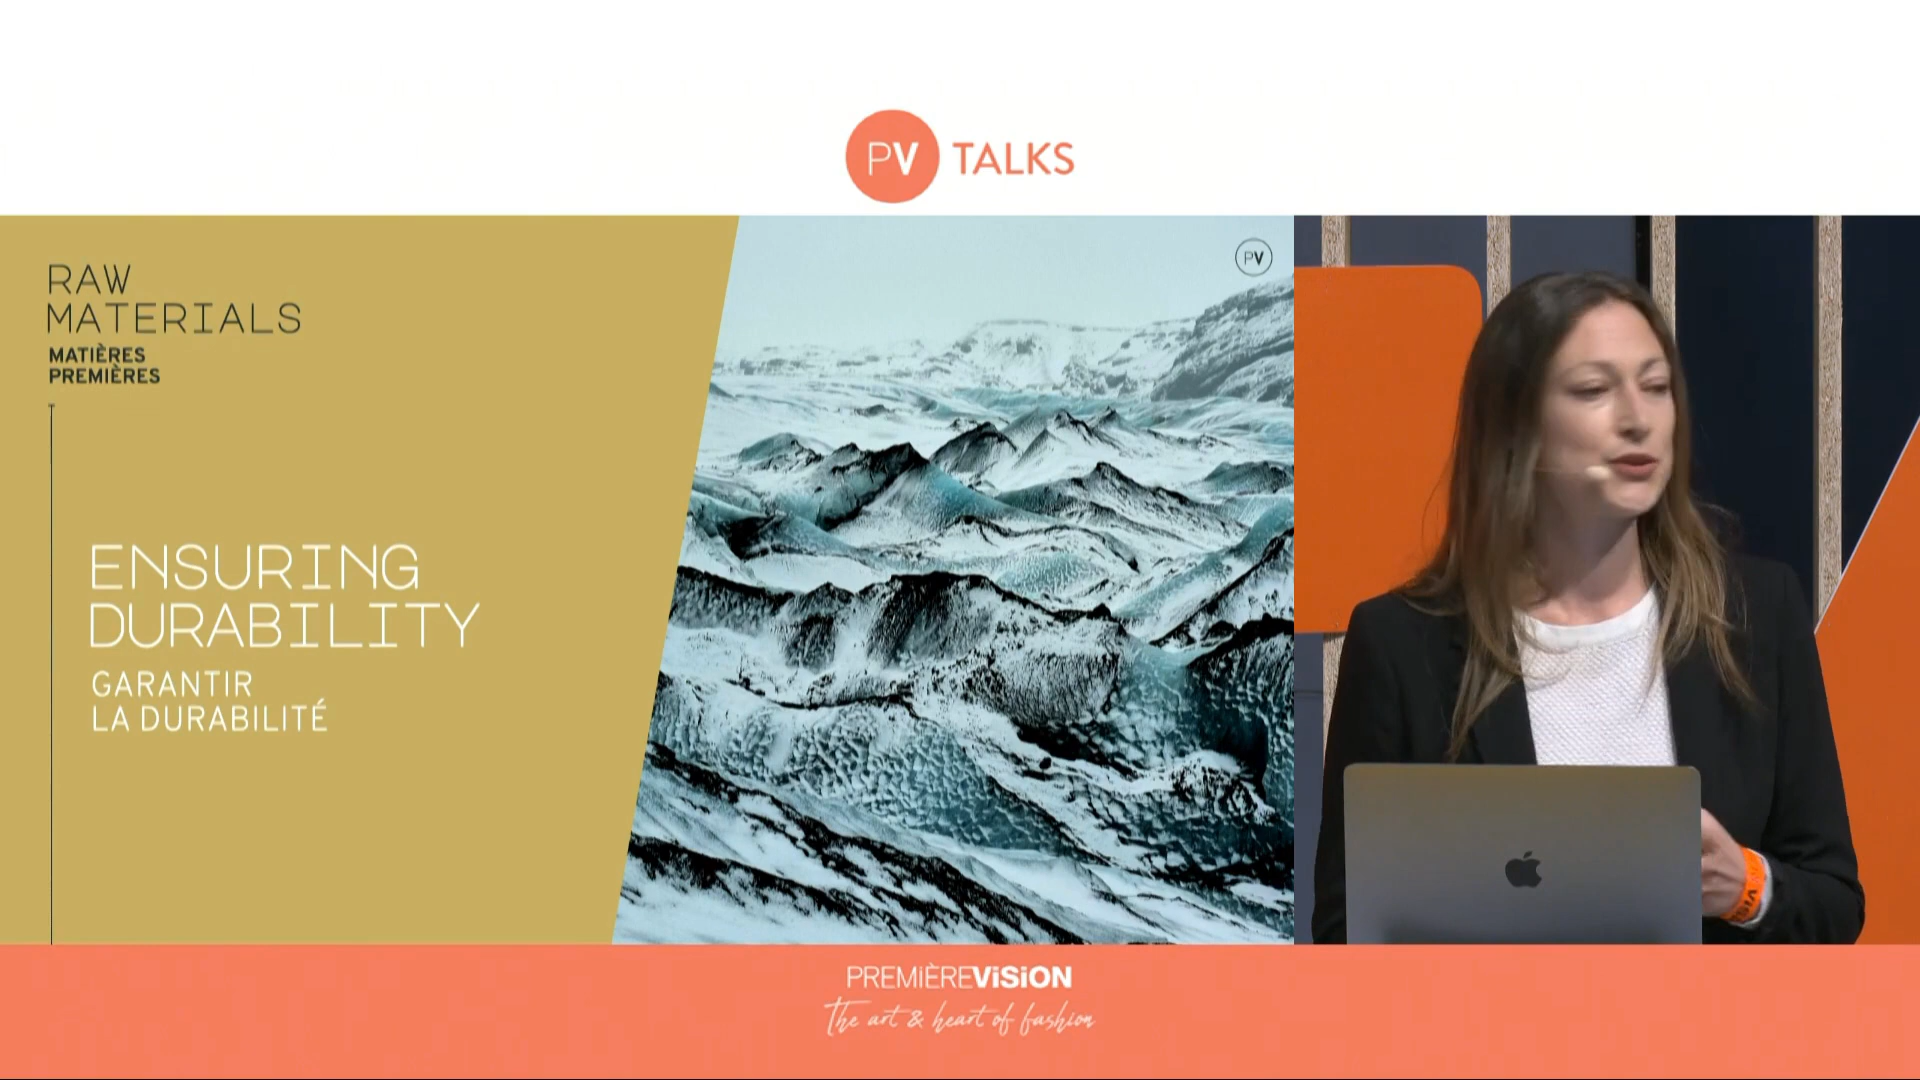 PV TALKS
RAW
MATERIALS
MATIÈRES
PREMIÈRES
PV
ENSURING
DURABILITY
GARANTIR
LA DURABILITÉ
PREMIÈREVISION
The art & heart of fashion